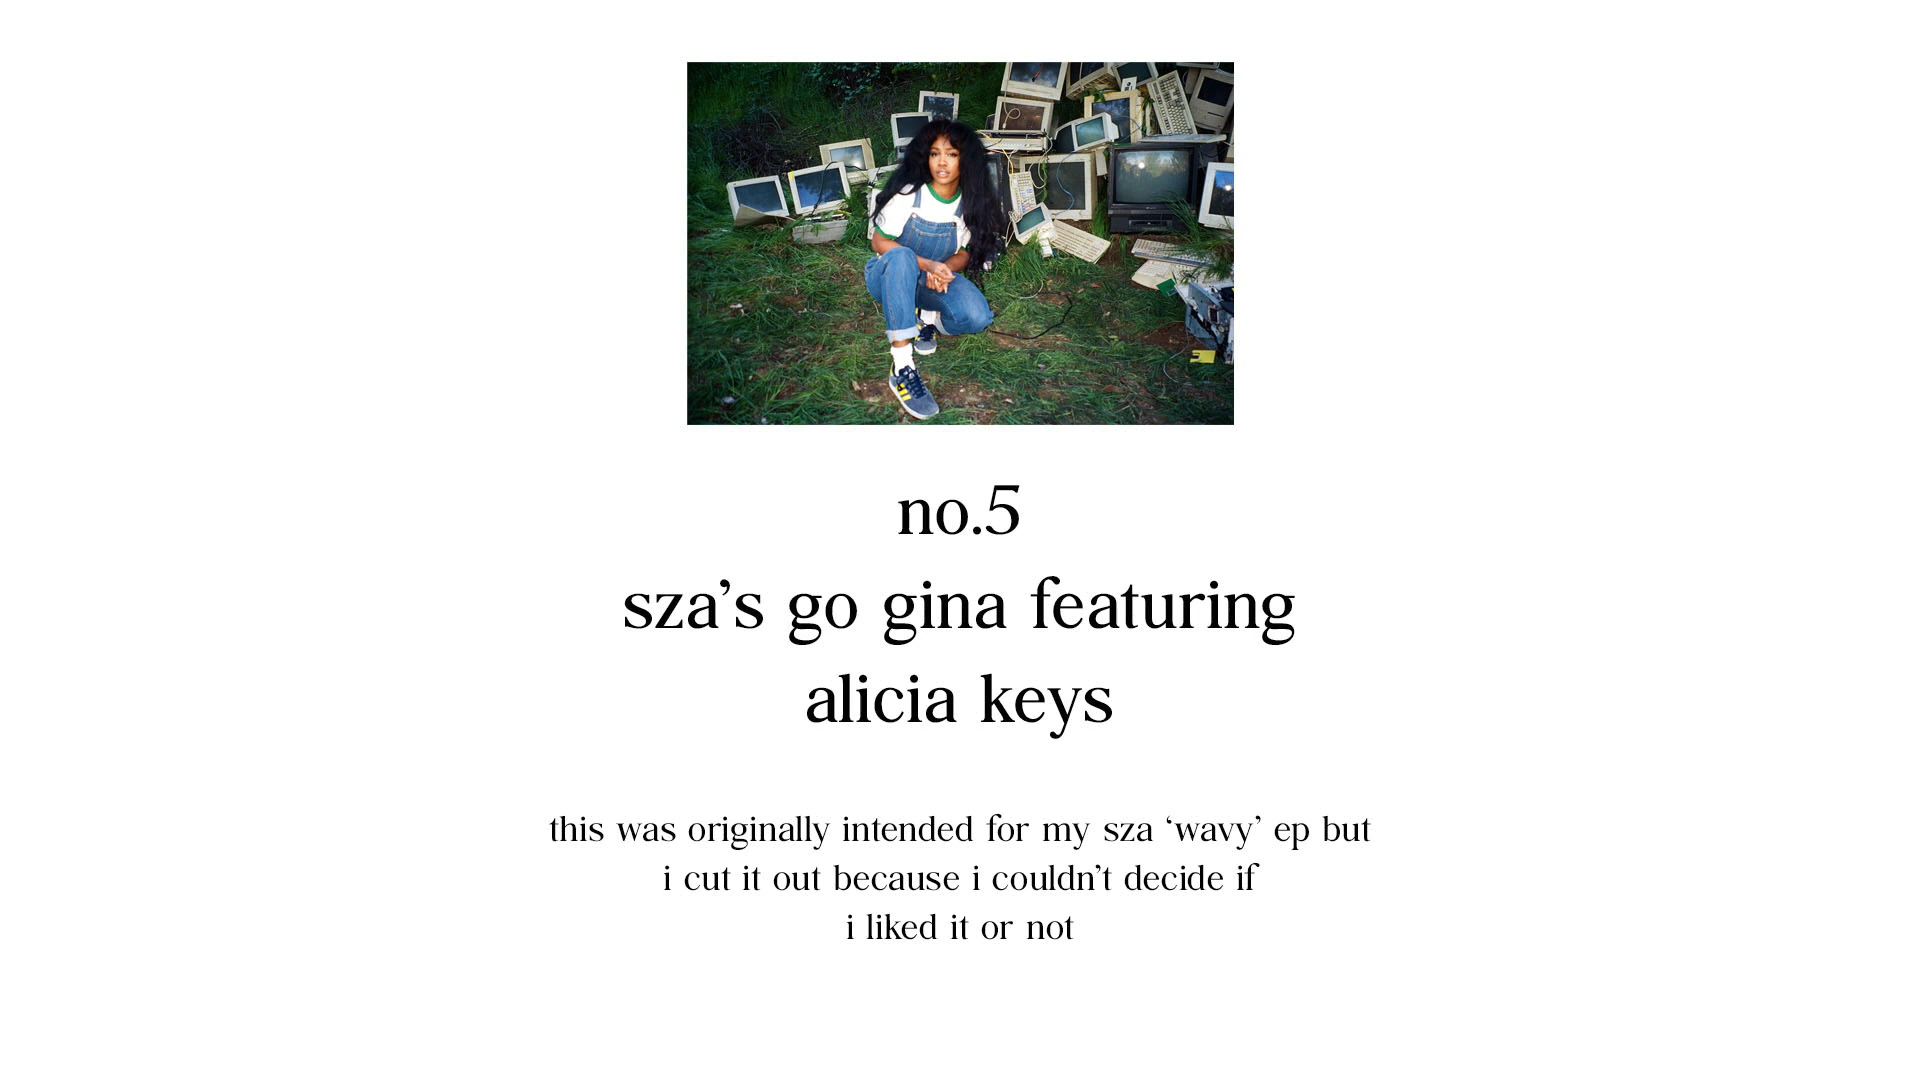 no.5
sza’s go gina featuring
alicia keys
this was originally intended for my sza ‘wavy’ ep but
i cut it out because i couldn’t decide if
i liked it or not